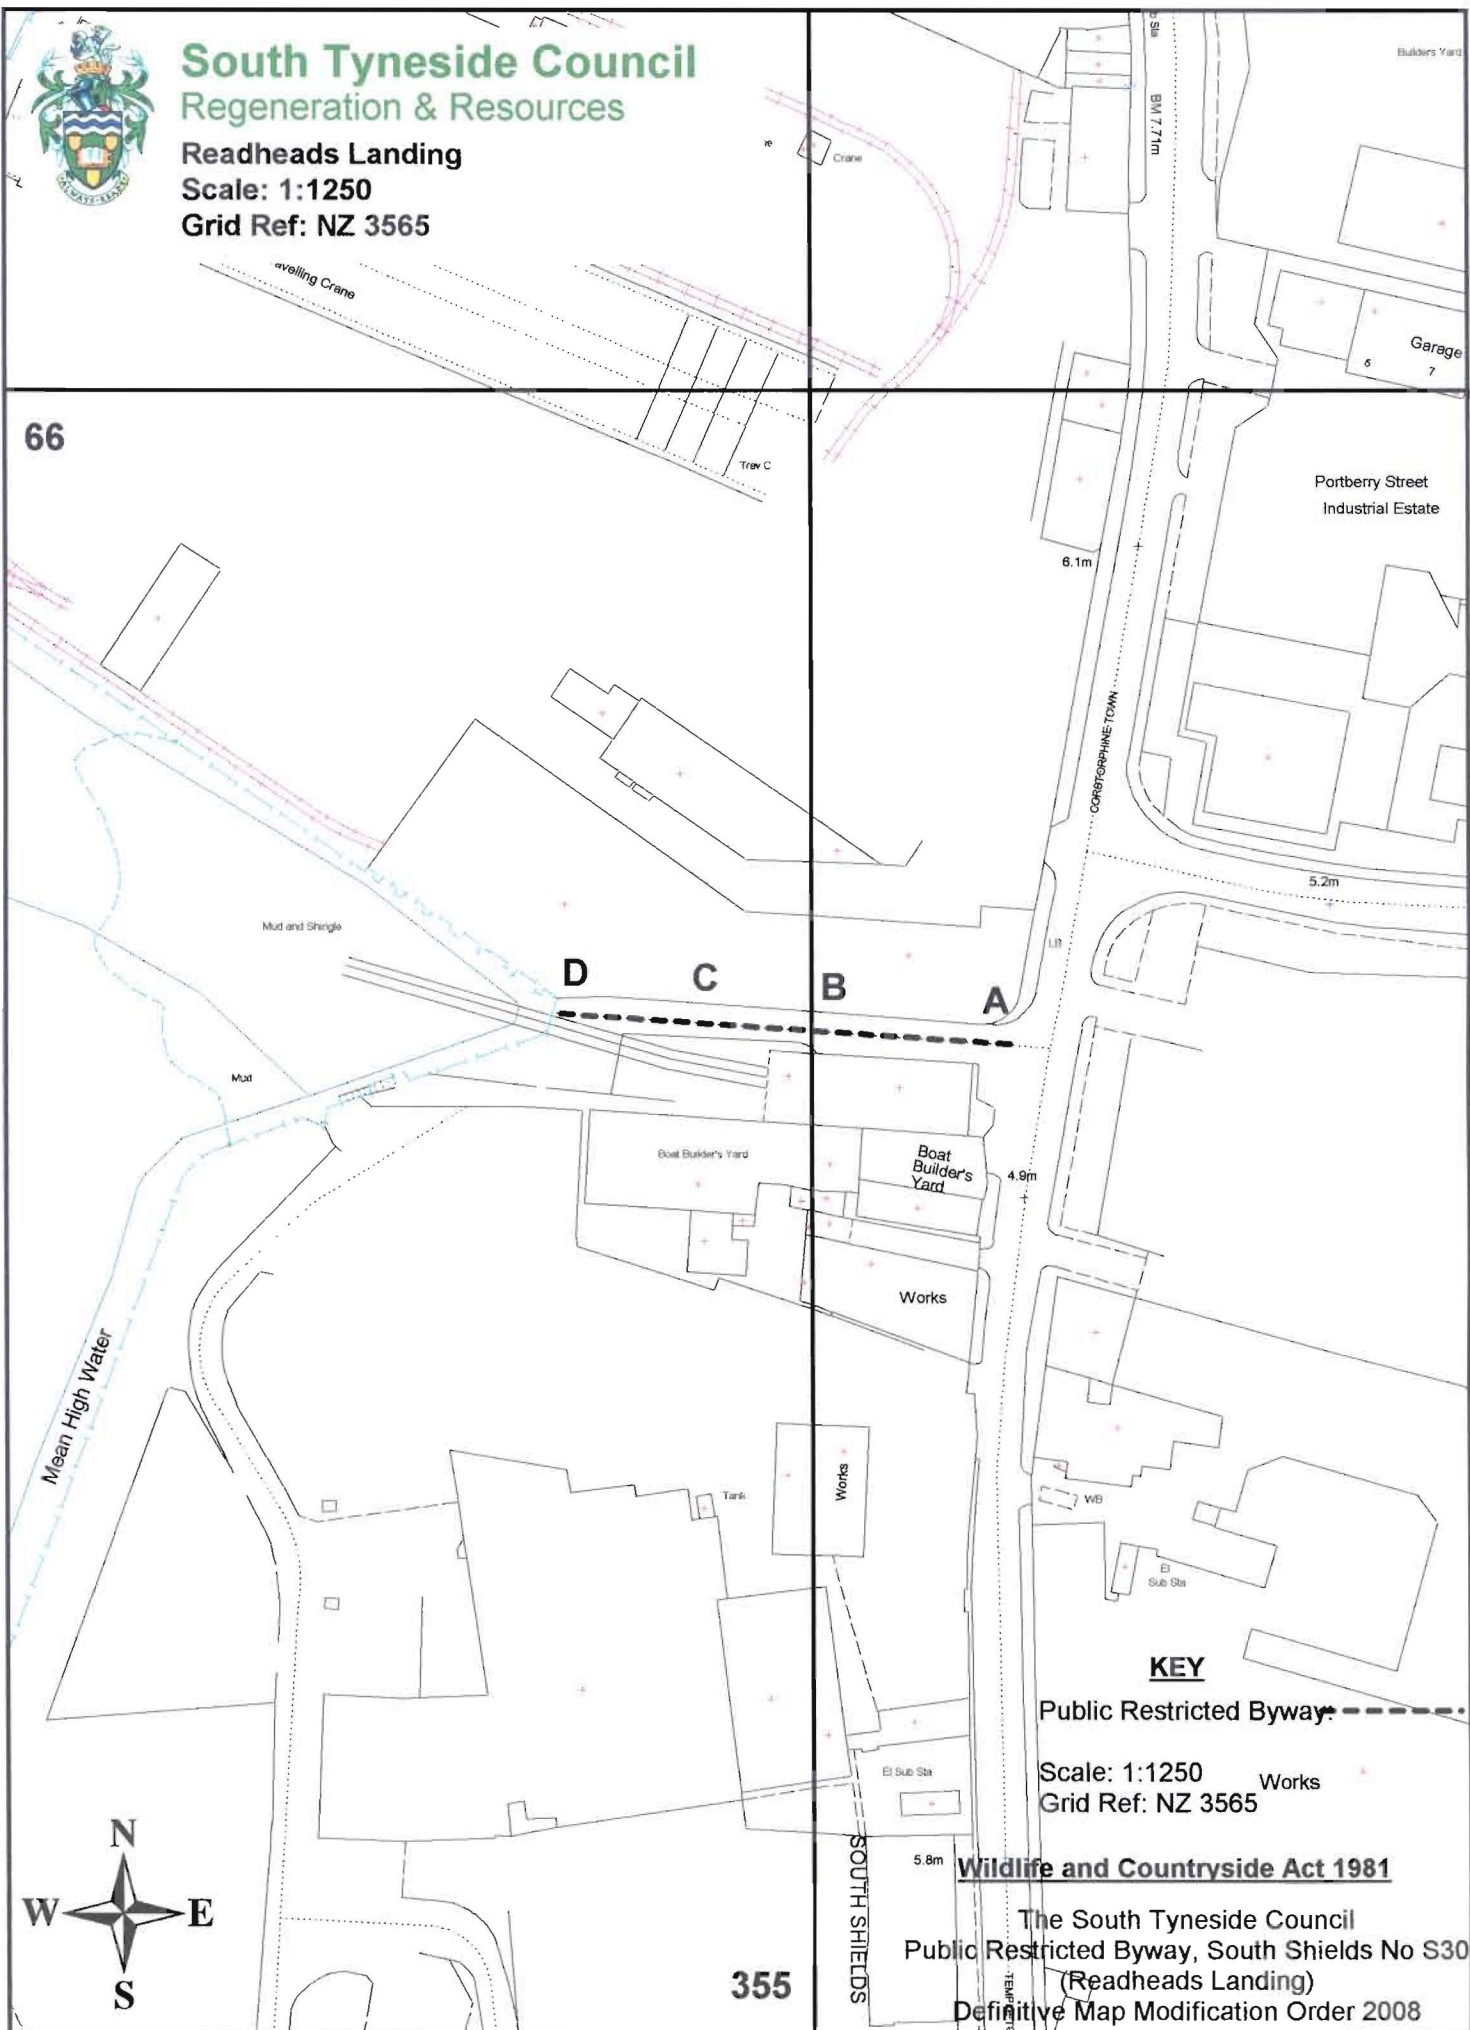 South Tyneside Council
Regeneration & Resources
Readheads Landing
Scale: 1:1250
Grid Ref: NZ 3565
ALWAYS READY
Builders Yard
BM 7.71m
Crane
avelling Crane
Garage
6
7
66
Trav C
Portberry Street
Industrial Estate
6.1m
CORSTORPHINE TOWN
5.2m
Mud and Shingle
LB
D
C
B
A
Mud
Boat Builder's Yard
Boat
Builder's
Yard
4.9m
Works
Mean High Water
Works
Tank
WB
El
Sub Sta
KEY
Public Restricted Byway:
El Sub Sta
Scale: 1:1250
Works
Grid Ref: NZ 3565
N
W
E
S
5.8m
SOUTH SHIELDS
Wildlife and Countryside Act 1981
The South Tyneside Council
Public Restricted Byway, South Shields No S30
(Readheads Landing)
Definitive Map Modification Order 2008
355